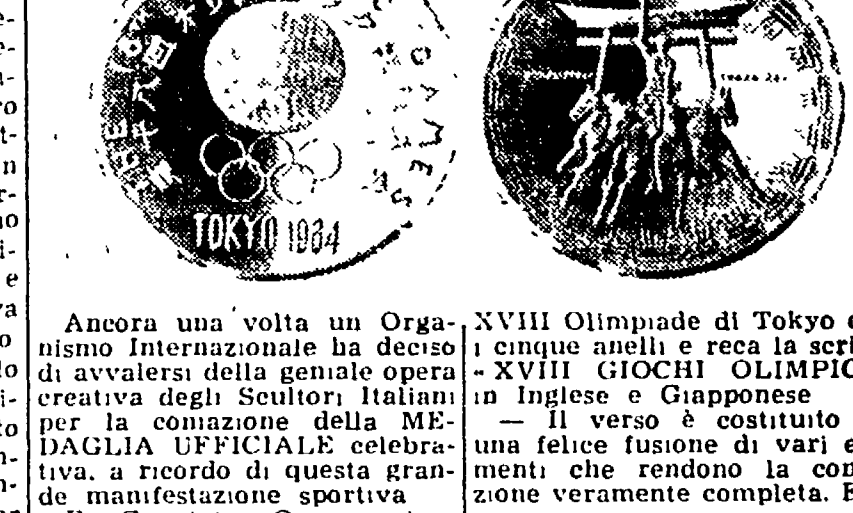 TOKYO 1964
Ancora una volta un Orga-
nismo Internazionale ha deciso
di avvalersi della geniale opera
creativa degli Scultori Italiani
per la coniazione della ME-
DAGLIA UFFICIALE celebra-
tiva. a ricordo di questa gran-
de manifestazione sportiva
XVIII Olimpiade di Tokyo e
i cinque anelli e reca la scri
« XVIII GIOCHI OLIMPIC
in Inglese e Giapponese
— Il verso è costituito
una felice fusione di vari e
menti che rendono la con
zione veramente completa. E